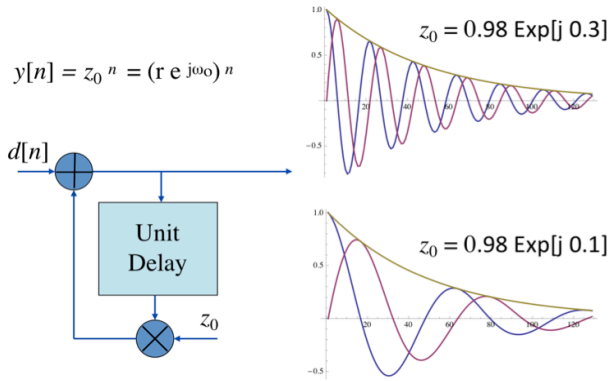 y[n] = z₀ ⁿ = (r e ʲωₒ) ⁿ
d[n]
Unit
Delay
z₀
z₀ = 0.98 Exp[j 0.3]
1.0
0.5
-0.5
20
40
60
80
100
120
z₀ = 0.98 Exp[j 0.1]
1.0
0.5
-0.5
20
40
60
80
100
120